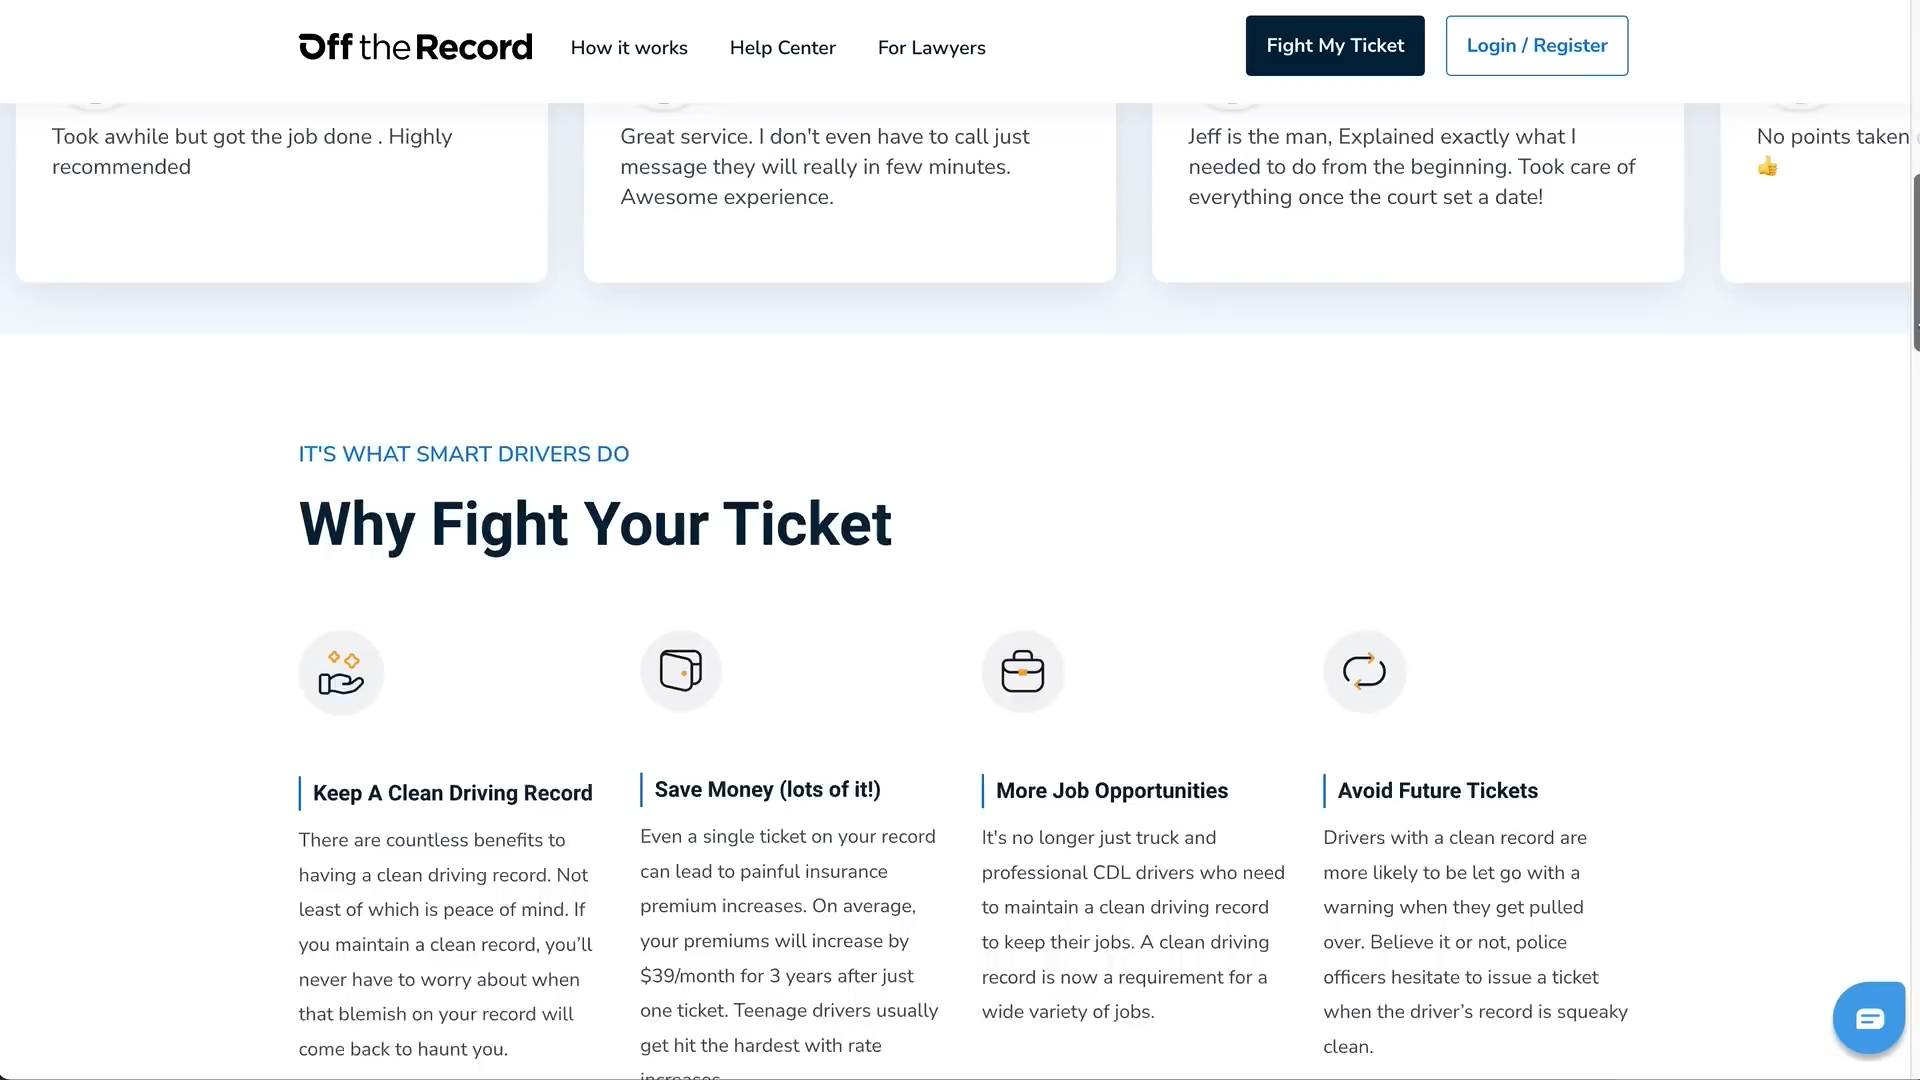 Off the Record
How it works
Help Center
For Lawyers
Fight My Ticket
Login / Register
Took awhile but got the job done . Highly
recommended
Great service. I don't even have to call just
message they will really in few minutes.
Awesome experience.
Jeff is the man, Explained exactly what I
needed to do from the beginning. Took care of
everything once the court set a date!
No points taken
👍
IT'S WHAT SMART DRIVERS DO
Why Fight Your Ticket
Keep A Clean Driving Record
There are countless benefits to
having a clean driving record. Not
least of which is peace of mind. If
you maintain a clean record, you’ll
never have to worry about when
that blemish on your record will
come back to haunt you.
Save Money (lots of it!)
Even a single ticket on your record
can lead to painful insurance
premium increases. On average,
your premiums will increase by
$39/month for 3 years after just
one ticket. Teenage drivers usually
get hit the hardest with rate
increases.
More Job Opportunities
It's no longer just truck and
professional CDL drivers who need
to maintain a clean driving record
to keep their jobs. A clean driving
record is now a requirement for a
wide variety of jobs.
Avoid Future Tickets
Drivers with a clean record are
more likely to be let go with a
warning when they get pulled
over. Believe it or not, police
officers hesitate to issue a ticket
when the driver’s record is squeaky
clean.